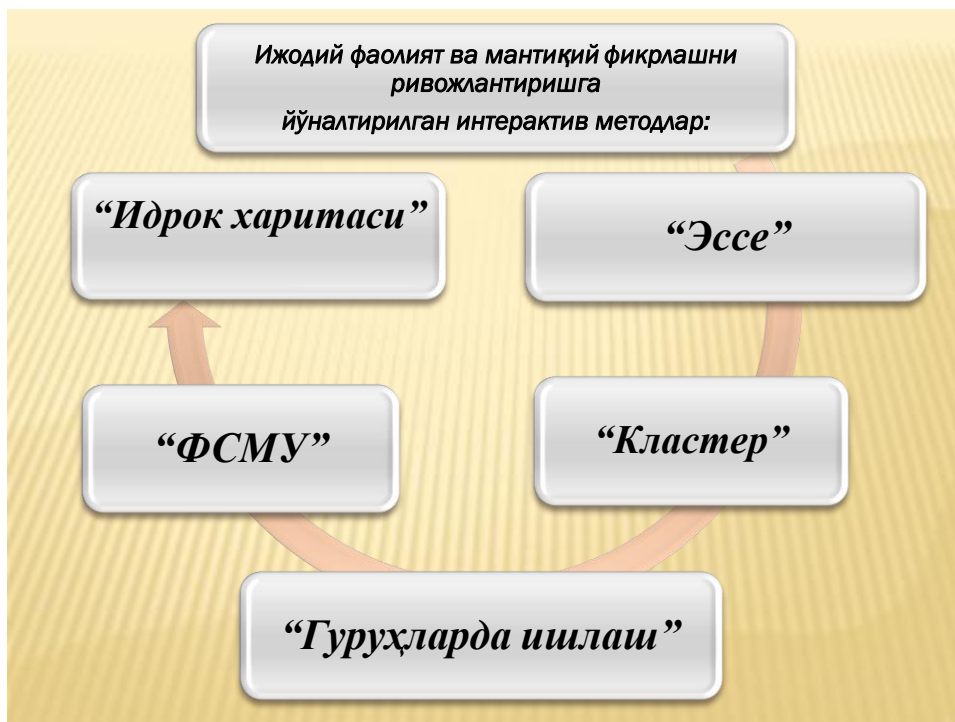 Ижодий фаолият ва мантиқий фикрлашни
ривожлантиришга
йўналтирилган интерактив методлар:
“Идрок харитаси”
“Эссе”
“ФСМУ”
“Кластер”
“Гуруҳларда ишлаш”